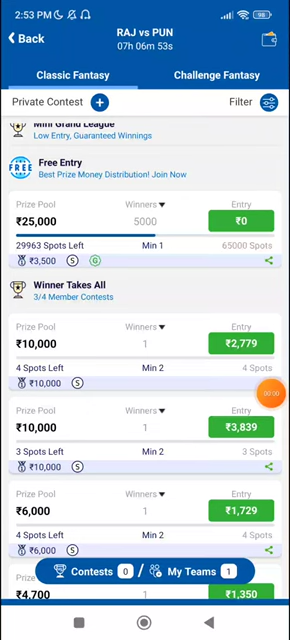 2:53 PM 98
RAJ vs PUN
Back
07h 06m 53s
Classic Fantasy Challenge Fantasy
Private Contest + Filter
Mini Grand League
Low Entry, Guaranteed Winnings
FREE
Free Entry
Best Prize Money Distribution! Join Now
Prize Pool Winners Entry
₹25,000 5000 ₹0
29963 Spots Left Min 1 65000 Spots
₹3,500 S G
Winner Takes All
3/4 Member Contests
Prize Pool Winners Entry
₹10,000 1 ₹2,779
4 Spots Left Min 2 4 Spots
₹10,000 S
00:00
Prize Pool Winners Entry
₹10,000 1 ₹3,839
3 Spots Left Min 2 3 Spots
₹10,000 S
Prize Pool Winners Entry
₹6,000 1 ₹1,729
4 Spots Left Min 2 4 Spots
₹6,000 S
Contests 0 / My Teams 1
Prize
₹4,700 1 ₹1,350